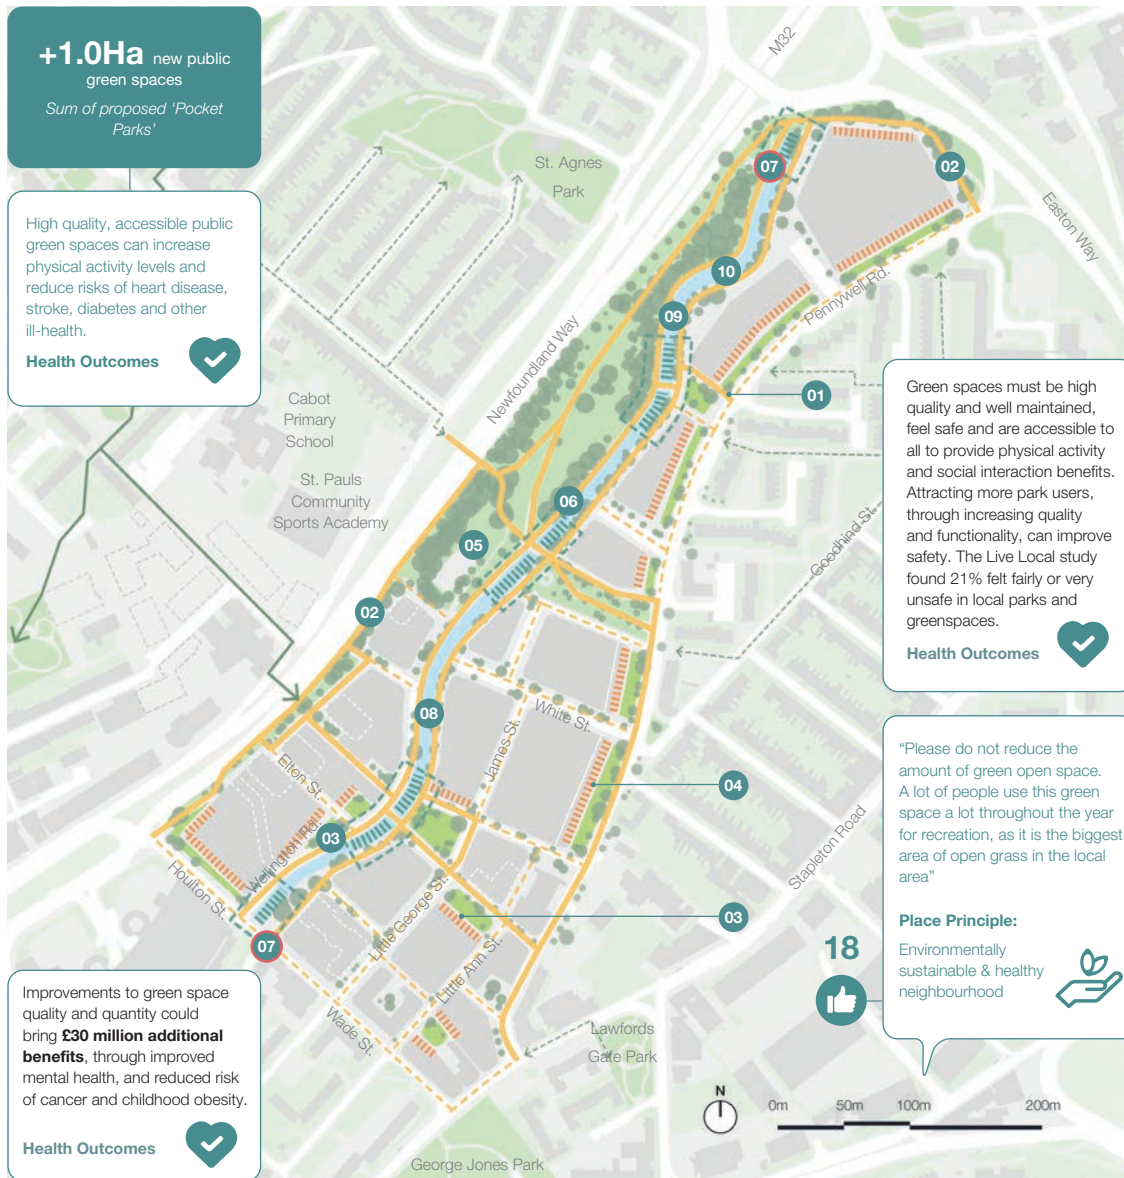 +1.0Ha new public
green spaces
Sum of proposed ‘Pocket
Parks’
High quality, accessible public
green spaces can increase
physical activity levels and
reduce risks of heart disease,
stroke, diabetes and other
ill-health.
Health Outcomes
M32
St. Agnes
Park
07
02
Easton Way
10
Pennywell Rd.
09
Newfoundland Way
01
Cabot
Primary
School
St. Pauls
Community
Sports Academy
06
05
Goodhind St.
02
Green spaces must be high
quality and well maintained,
feel safe and are accessible to
all to provide physical activity
and social interaction benefits.
Attracting more park users,
through increasing quality
and functionality, can improve
safety. The Live Local study
found 21% felt fairly or very
unsafe in local parks and
greenspaces.
Health Outcomes
08
White St.
James St.
Elton St.
04
03
Wellington Rd.
Houlton St.
Stapleton Road
Little George St.
03
07
Little Ann St.
Wade St.
“Please do not reduce the
amount of green open space.
A lot of people use this green
space a lot throughout the year
for recreation, as it is the biggest
area of open grass in the local
area”
Place Principle:
Environmentally
sustainable & healthy
neighbourhood
18
Improvements to green space
quality and quantity could
bring £30 million additional
benefits, through improved
mental health, and reduced risk
of cancer and childhood obesity.
Health Outcomes
Lawfords
Gate Park
N
0m 50m 100m 200m
George Jones Park